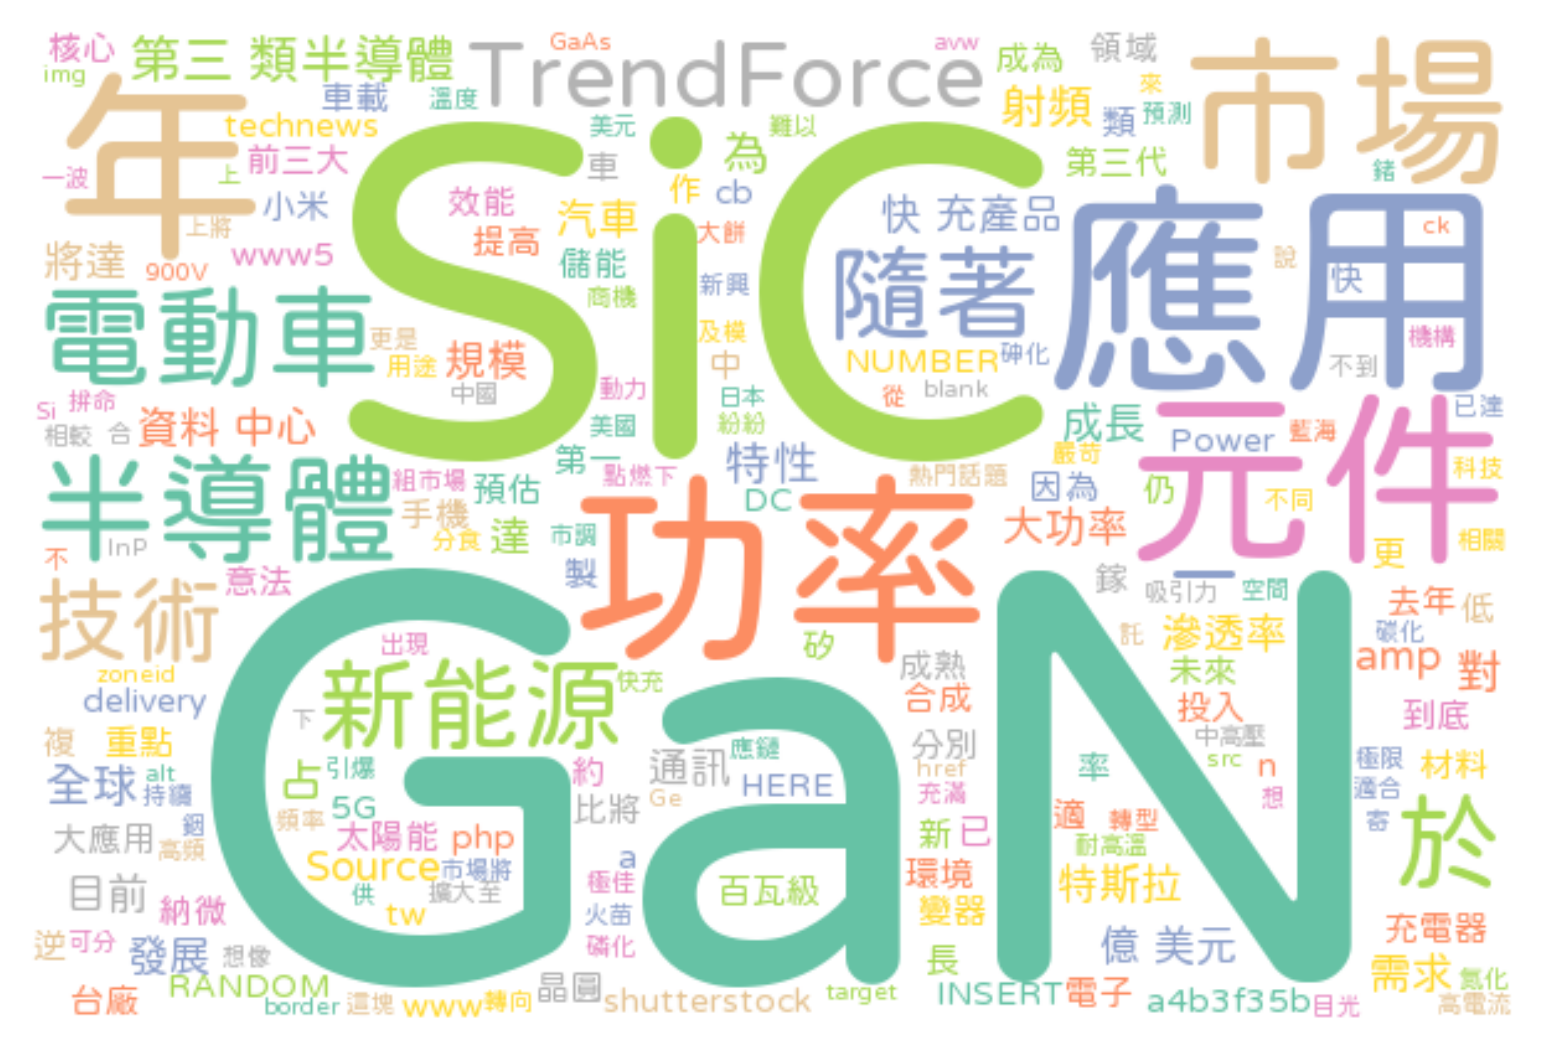 核心 第三 類半導體 TrendForce GaAs avw 成為 領域 市場
img 年 車載 溫度 射頻 類 來 預測
technews 美元 為 難以 第三代 鍺
一波 上 前三大 SiC 車 作 cb
上將 小米 效能 汽車 大餅 快 充產品 應用 ck
將達 900V www5 提高 儲能 隨著 說 快
電動車 更是 商機 新興 機構
用途 規模 及模 中 NUMBER 砷化 不到
Si 拚命 中國 動力 日本 從 blank 已達
相較 合 資料 中心 美國 紛紛 成長 Power 藍海 元件
半導體 組市場 預估 第一 點燃下 特性 熱門話題 嚴苛 科技
手機 DC 因為 仍 不同
不 InP 分食 達 市調 功率 大功率 更 相關
技術 意法 製 鎵 一 吸引力 空間 去年 低
GaN 出現 矽 託 滲透率 碳化
zoneid 新能源 快充 成熟 未來 amp 對
delivery 下 合成 投入 到底
複 重點 分別 中高壓
全球 alt 持續 占 引爆 約 通訊 應鏈 href src n 極限 材料
5G 比將 Ge HERE 充滿 率 想 適合
大應用 銦 高頻 頻率 太陽能 php 新 已 適 轉型 寄 於
Source 市場將 a 耐高溫
目前 納微 供 擴大至 極佳 百瓦級 環境 特斯拉
tw 火苗 變器
逆 可分 發展 想像 磷化 長 億 美元 充電器
RANDOM 晶圓 需求 氮化
台廠 border 這塊 www 轉向 shutterstock target INSERT 電子 a4b3f35b 目光 高電流